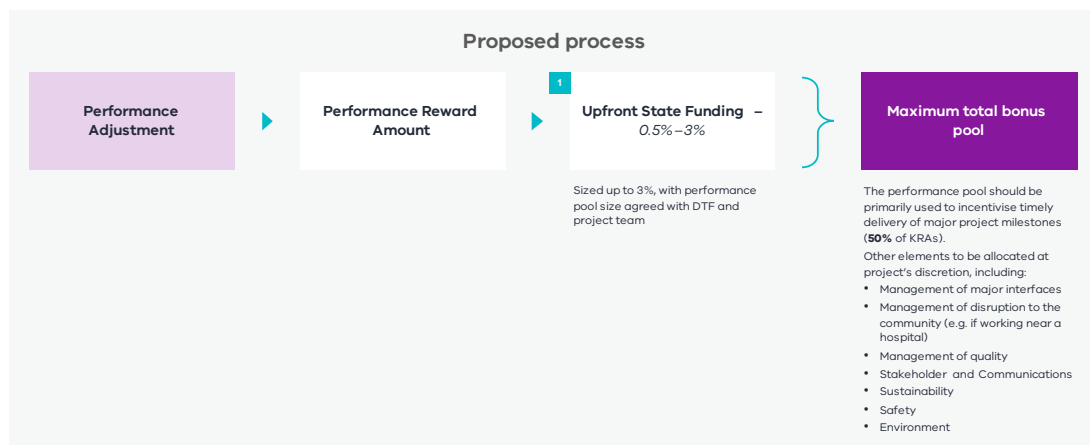 Proposed process
Performance
Adjustment
Performance Reward
Amount
1
Upfront State Funding –
0.5%–3%
Sized up to 3%, with performance
pool size agreed with DTF and
project team
Maximum total bonus
pool
The performance pool should be
primarily used to incentivise timely
delivery of major project milestones
(50% of KRAs).
Other elements to be allocated at
project's discretion, including:
• Management of major interfaces
• Management of disruption to the
community (e.g. if working near a
hospital)
• Management of quality
• Stakeholder and Communications
• Sustainability
• Safety
• Environment